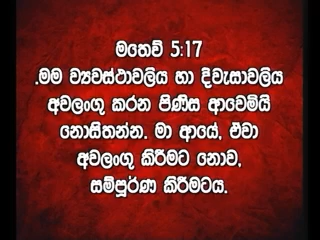 මතෙව් 5:17
.මම ව්‍යවස්ථාවලිය හා දිවැසාවලිය
අවලංගු කරන පිණිස ආවෙමියි
නොසිතන්න. මා ආයේ, ඒවා
අවලංගු කිරීමට නොව,
සම්පූර්ණ කිරීමටය.